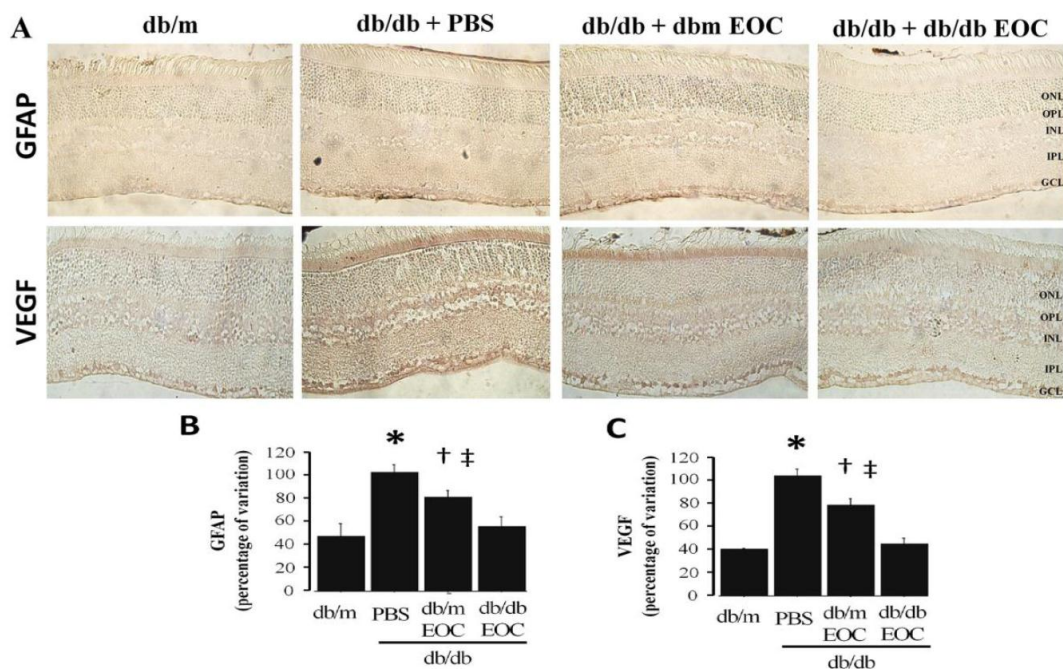 A
db/m
db/db + PBS
db/db + dbm EOC
db/db + db/db EOC
GFAP
ONL
OPL
INL
IPL
GCL
VEGF
ONL
OPL
INL
IPL
GCL
B
GFAP
(percentage of variation)
120
100
80
60
40
20
0
*
† ‡
db/m
PBS
db/m
EOC
db/db
EOC
db/db
C
VEGF
(percentage of variation)
120
100
80
60
40
20
0
*
† ‡
db/m
PBS
db/m
EOC
db/db
EOC
db/db